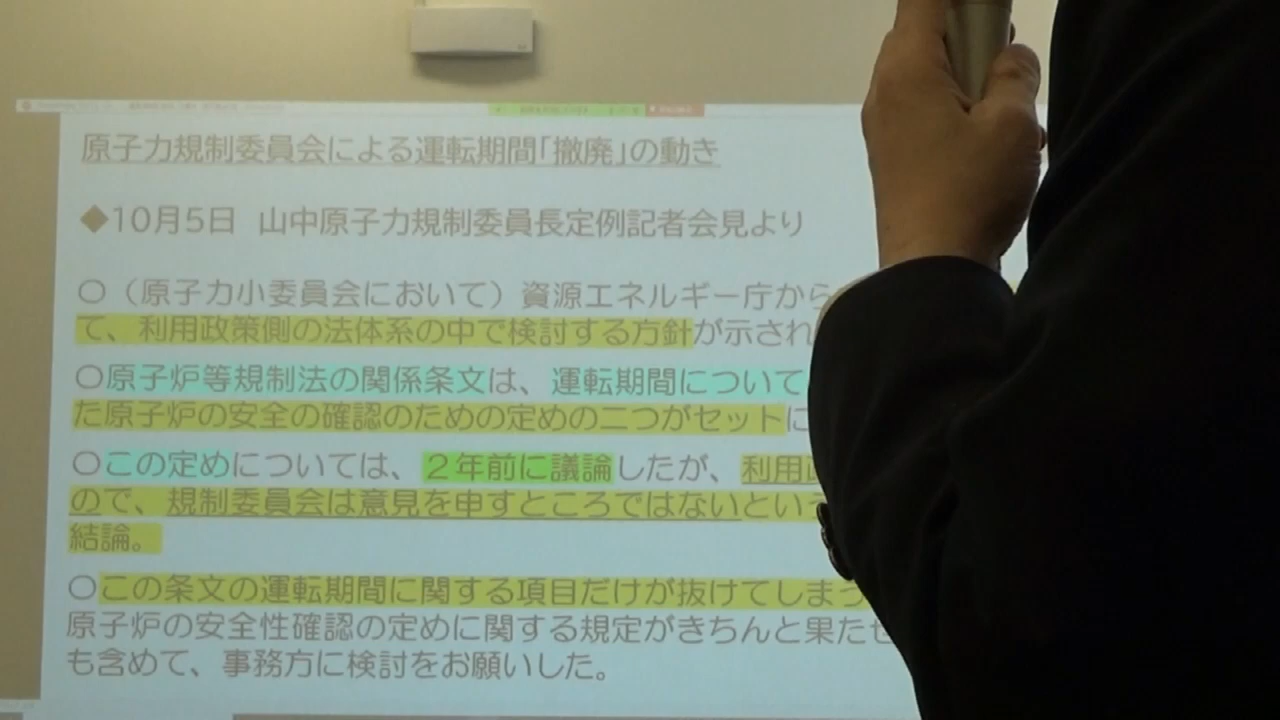 原子力規制委員会による運転期間「撤廃」の動き
◆10月5日 山中原子力規制委員長定例記者会見より
〇（原子力小委員会において）資源エネルギー庁から
て、利用政策側の法体系の中で検討する方針が示され
〇原子炉等規制法の関係条文は、運転期間について
た原子炉の安全の確認のための定めの二つがセットに
〇この定めについては、２年前に議論したが、利用
ので、規制委員会は意見を申すところではないという
結論。
〇この条文の運転期間に関する項目だけが抜けてしまっ
原子炉の安全性確認の定めに関する規定がきちんと果たせ
も含めて、事務方に検討をお願いした。